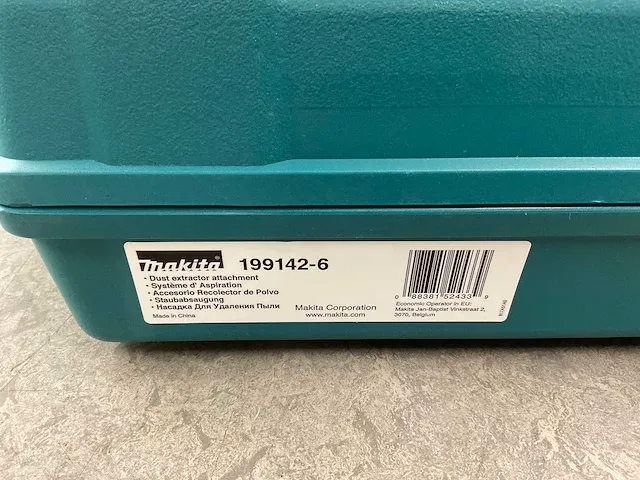 makita 199142-6
• Dust extractor attachment
• Système d' Aspiration
• Accesorio Recolector de Polvo
• Staubabsaugung
• Насадка Для Удаления Пыли
Made in China
Makita Corporation
www.makita.com
0 88381 52433 9
Economic Operator in EU:
Makita Jan-Baptist Vinkstraat 2,
3070, Belgium